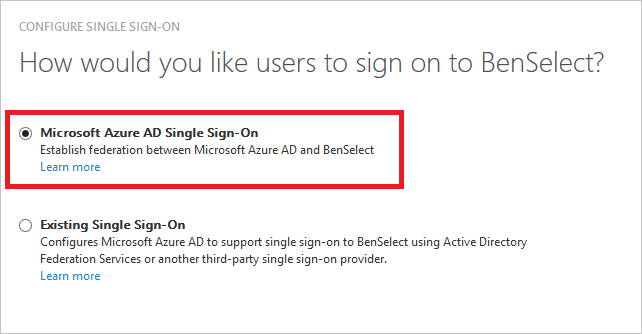 CONFIGURE SINGLE SIGN-ON
How would you like users to sign on to BenSelect?
Microsoft Azure AD Single Sign-On
Establish federation between Microsoft Azure AD and BenSelect
Learn more
Existing Single Sign-On
Configures Microsoft Azure AD to support single sign-on to BenSelect using Active Directory
Federation Services or another third-party single sign-on provider.
Learn more